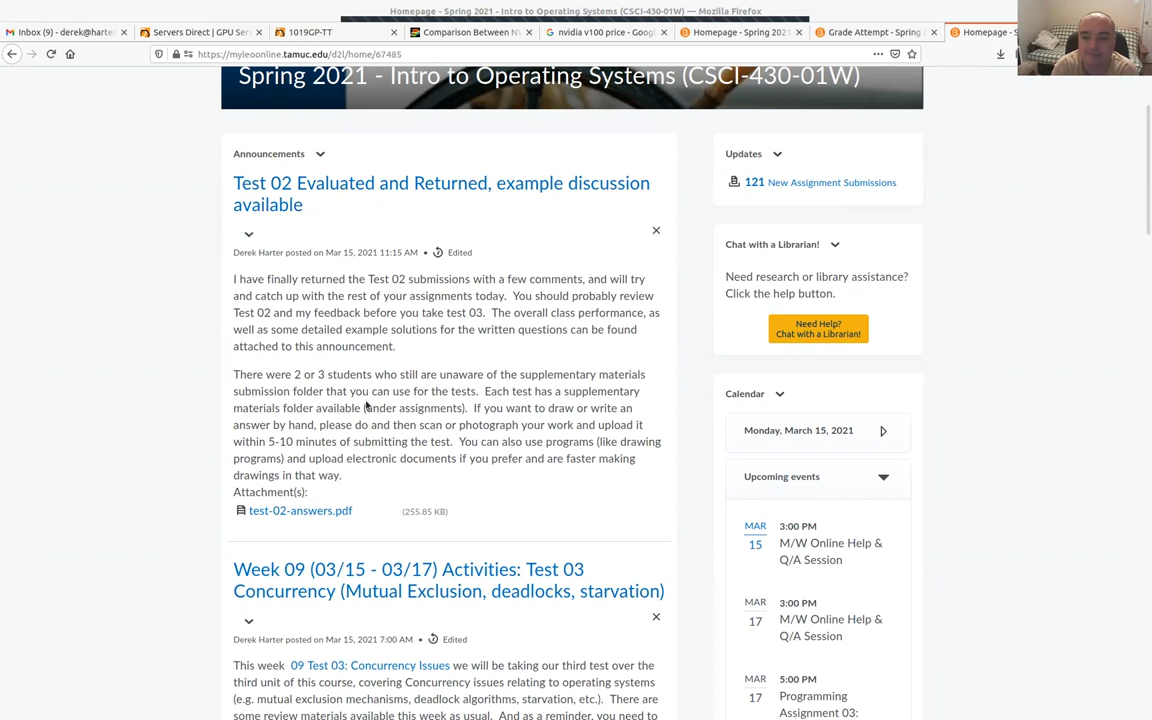 Homepage - Spring 2021 - Intro to Operating Systems (CSCI-430-01W) — Mozilla Firefox
Inbox (9) - derek@harter
Servers Direct | GPU Serv
1019GP-TT
Comparison Between NV
nvidia v100 price - Goog
Homepage - Spring 2021
Grade Attempt - Spring 2
Homepage - S
https://myleoonline.tamuc.edu/d2l/home/67485
Spring 2021 - Intro to Operating Systems (CSCI-430-01W)
Announcements
Test 02 Evaluated and Returned, example discussion
available
Derek Harter posted on Mar 15, 2021 11:15 AM • Edited
I have finally returned the Test 02 submissions with a few comments, and will try
and catch up with the rest of your assignments today. You should probably review
Test 02 and my feedback before you take test 03. The overall class performance, as
well as some detailed example solutions for the written questions can be found
attached to this announcement.
There were 2 or 3 students who still are unaware of the supplementary materials
submission folder that you can use for the tests. Each test has a supplementary
materials folder available (under assignments). If you want to draw or write an
answer by hand, please do and then scan or photograph your work and upload it
within 5-10 minutes of submitting the test. You can also use programs (like drawing
programs) and upload electronic documents if you prefer and are faster making
drawings in that way.
Attachment(s):
test-02-answers.pdf (255.85 KB)
Week 09 (03/15 - 03/17) Activities: Test 03
Concurrency (Mutual Exclusion, deadlocks, starvation)
Derek Harter posted on Mar 15, 2021 7:00 AM • Edited
This week 09 Test 03: Concurrency Issues we will be taking our third test over the
third unit of this course, covering Concurrency issues relating to operating systems
(e.g. mutual exclusion mechanisms, deadlock algorithms, starvation, etc.). There are
some review materials available this week as usual. And as a reminder, you need to
Updates
121 New Assignment Submissions
Chat with a Librarian!
Need research or library assistance?
Click the help button.
Need Help?
Chat with a Librarian!
Calendar
Monday, March 15, 2021
Upcoming events
MAR
15
3:00 PM
M/W Online Help &
Q/A Session
MAR
17
3:00 PM
M/W Online Help &
Q/A Session
MAR
17
5:00 PM
Programming
Assignment 03: